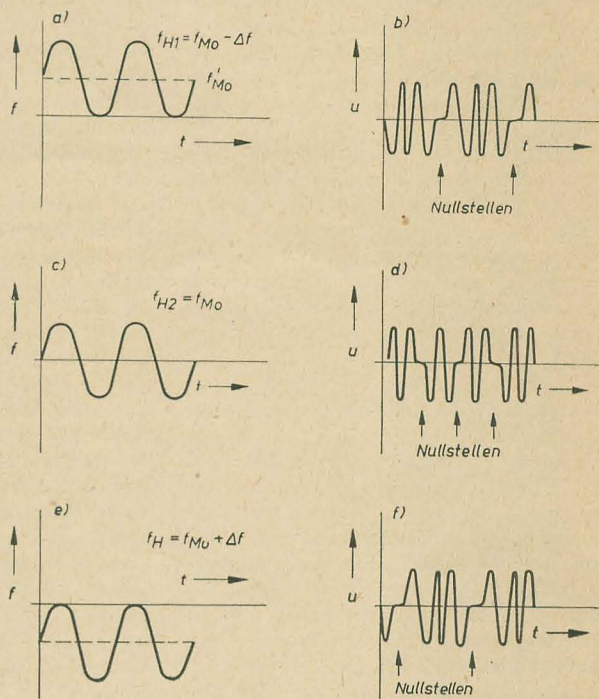 a)
f_H1 = f_Mo - Δf
f
f'_Mo
t
b)
u
t
Nullstellen
c)
f_H2 = f_Mo
f
t
d)
u
t
Nullstellen
e)
f_H = f_Mo + Δf
t
f
f)
u
t
Nullstellen